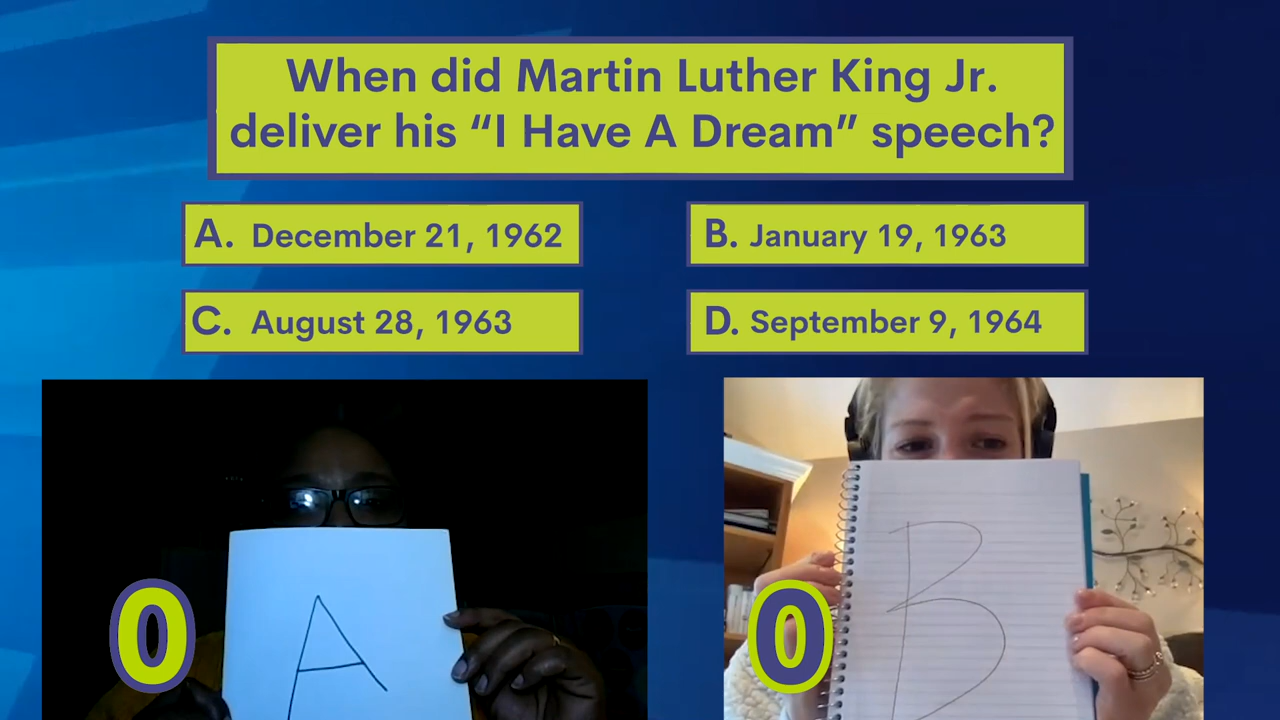 When did Martin Luther King Jr.
deliver his “I Have A Dream” speech?
A. December 21, 1962
B. January 19, 1963
C. August 28, 1963
D. September 9, 1964
A
B
0
0